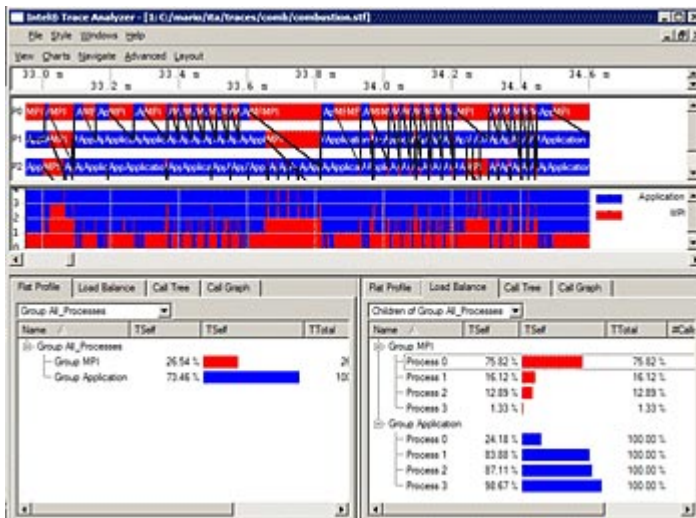 Intel® Trace Analyzer - [1: C:/mario/ita/traces/comb/combustion.stf]
File Style Windows Help
View Charts Navigate Advanced Layout
33.0 m 33.4 m 33.8 m 34.2 m 34.6 m
33.2 m 33.6 m 34.0 m 34.4 m
P0 MPI MPI
P1 Application
P2 Application Application
Application
MPI
3
2
1
0
Flat Profile Load Balance Call Tree Call Graph
Group All_Processes
Name TSelf TSelf TTotal
Group All_Processes
Group MPI 26.54 %
Group Application 73.46 %
Flat Profile Load Balance Call Tree Call Graph
Children of Group All_Processes
Name TSelf TSelf TTotal #Calls
Group MPI
Process 0 75.82 % 75.82 %
Process 1 16.12 % 16.12 %
Process 2 12.89 % 12.89 %
Process 3 1.33 % 1.33 %
Group Application
Process 0 24.18 % 100.00 %
Process 1 83.88 % 100.00 %
Process 2 87.11 % 100.00 %
Process 3 98.67 % 100.00 %